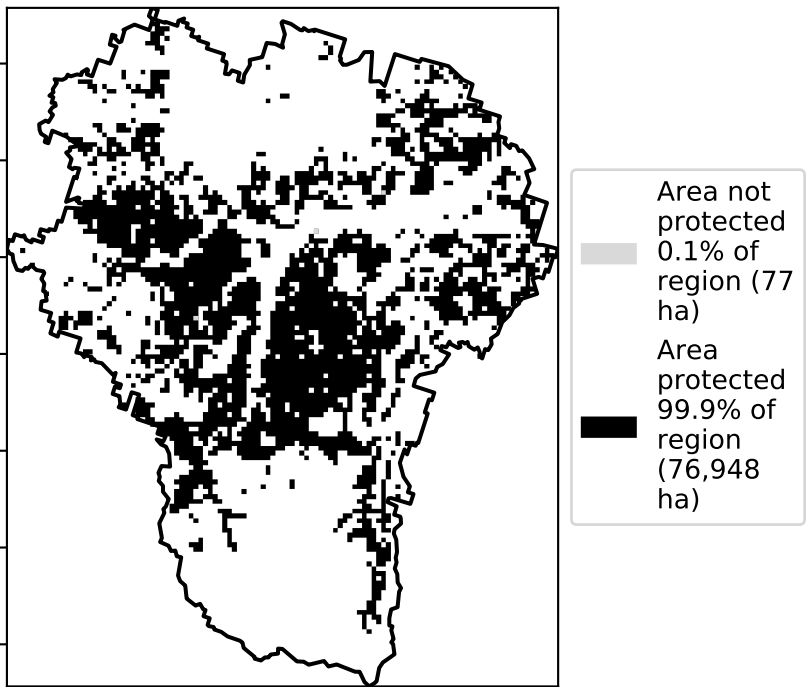 Area not
protected
0.1% of
region (77
ha)
Area
protected
99.9% of
region
(76,948
ha)